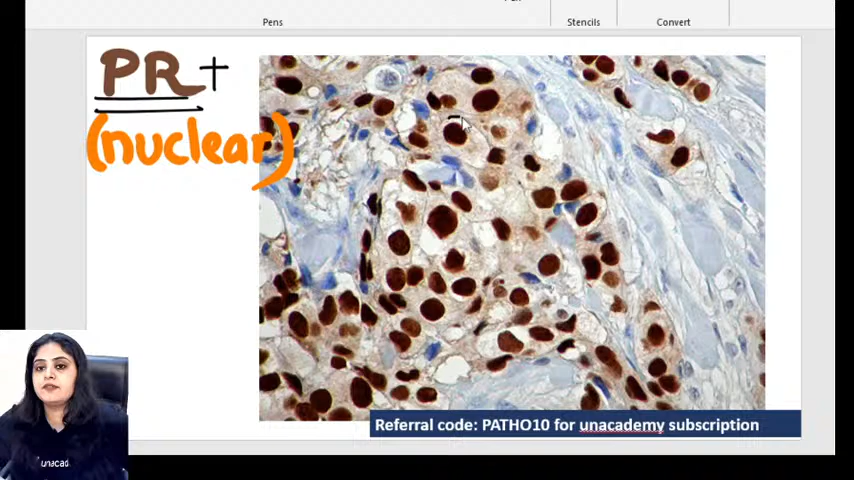 Pens
Stencils
Convert
PR+
(nuclear)
Referral code: PATHO10 for unacademy subscription
unacad